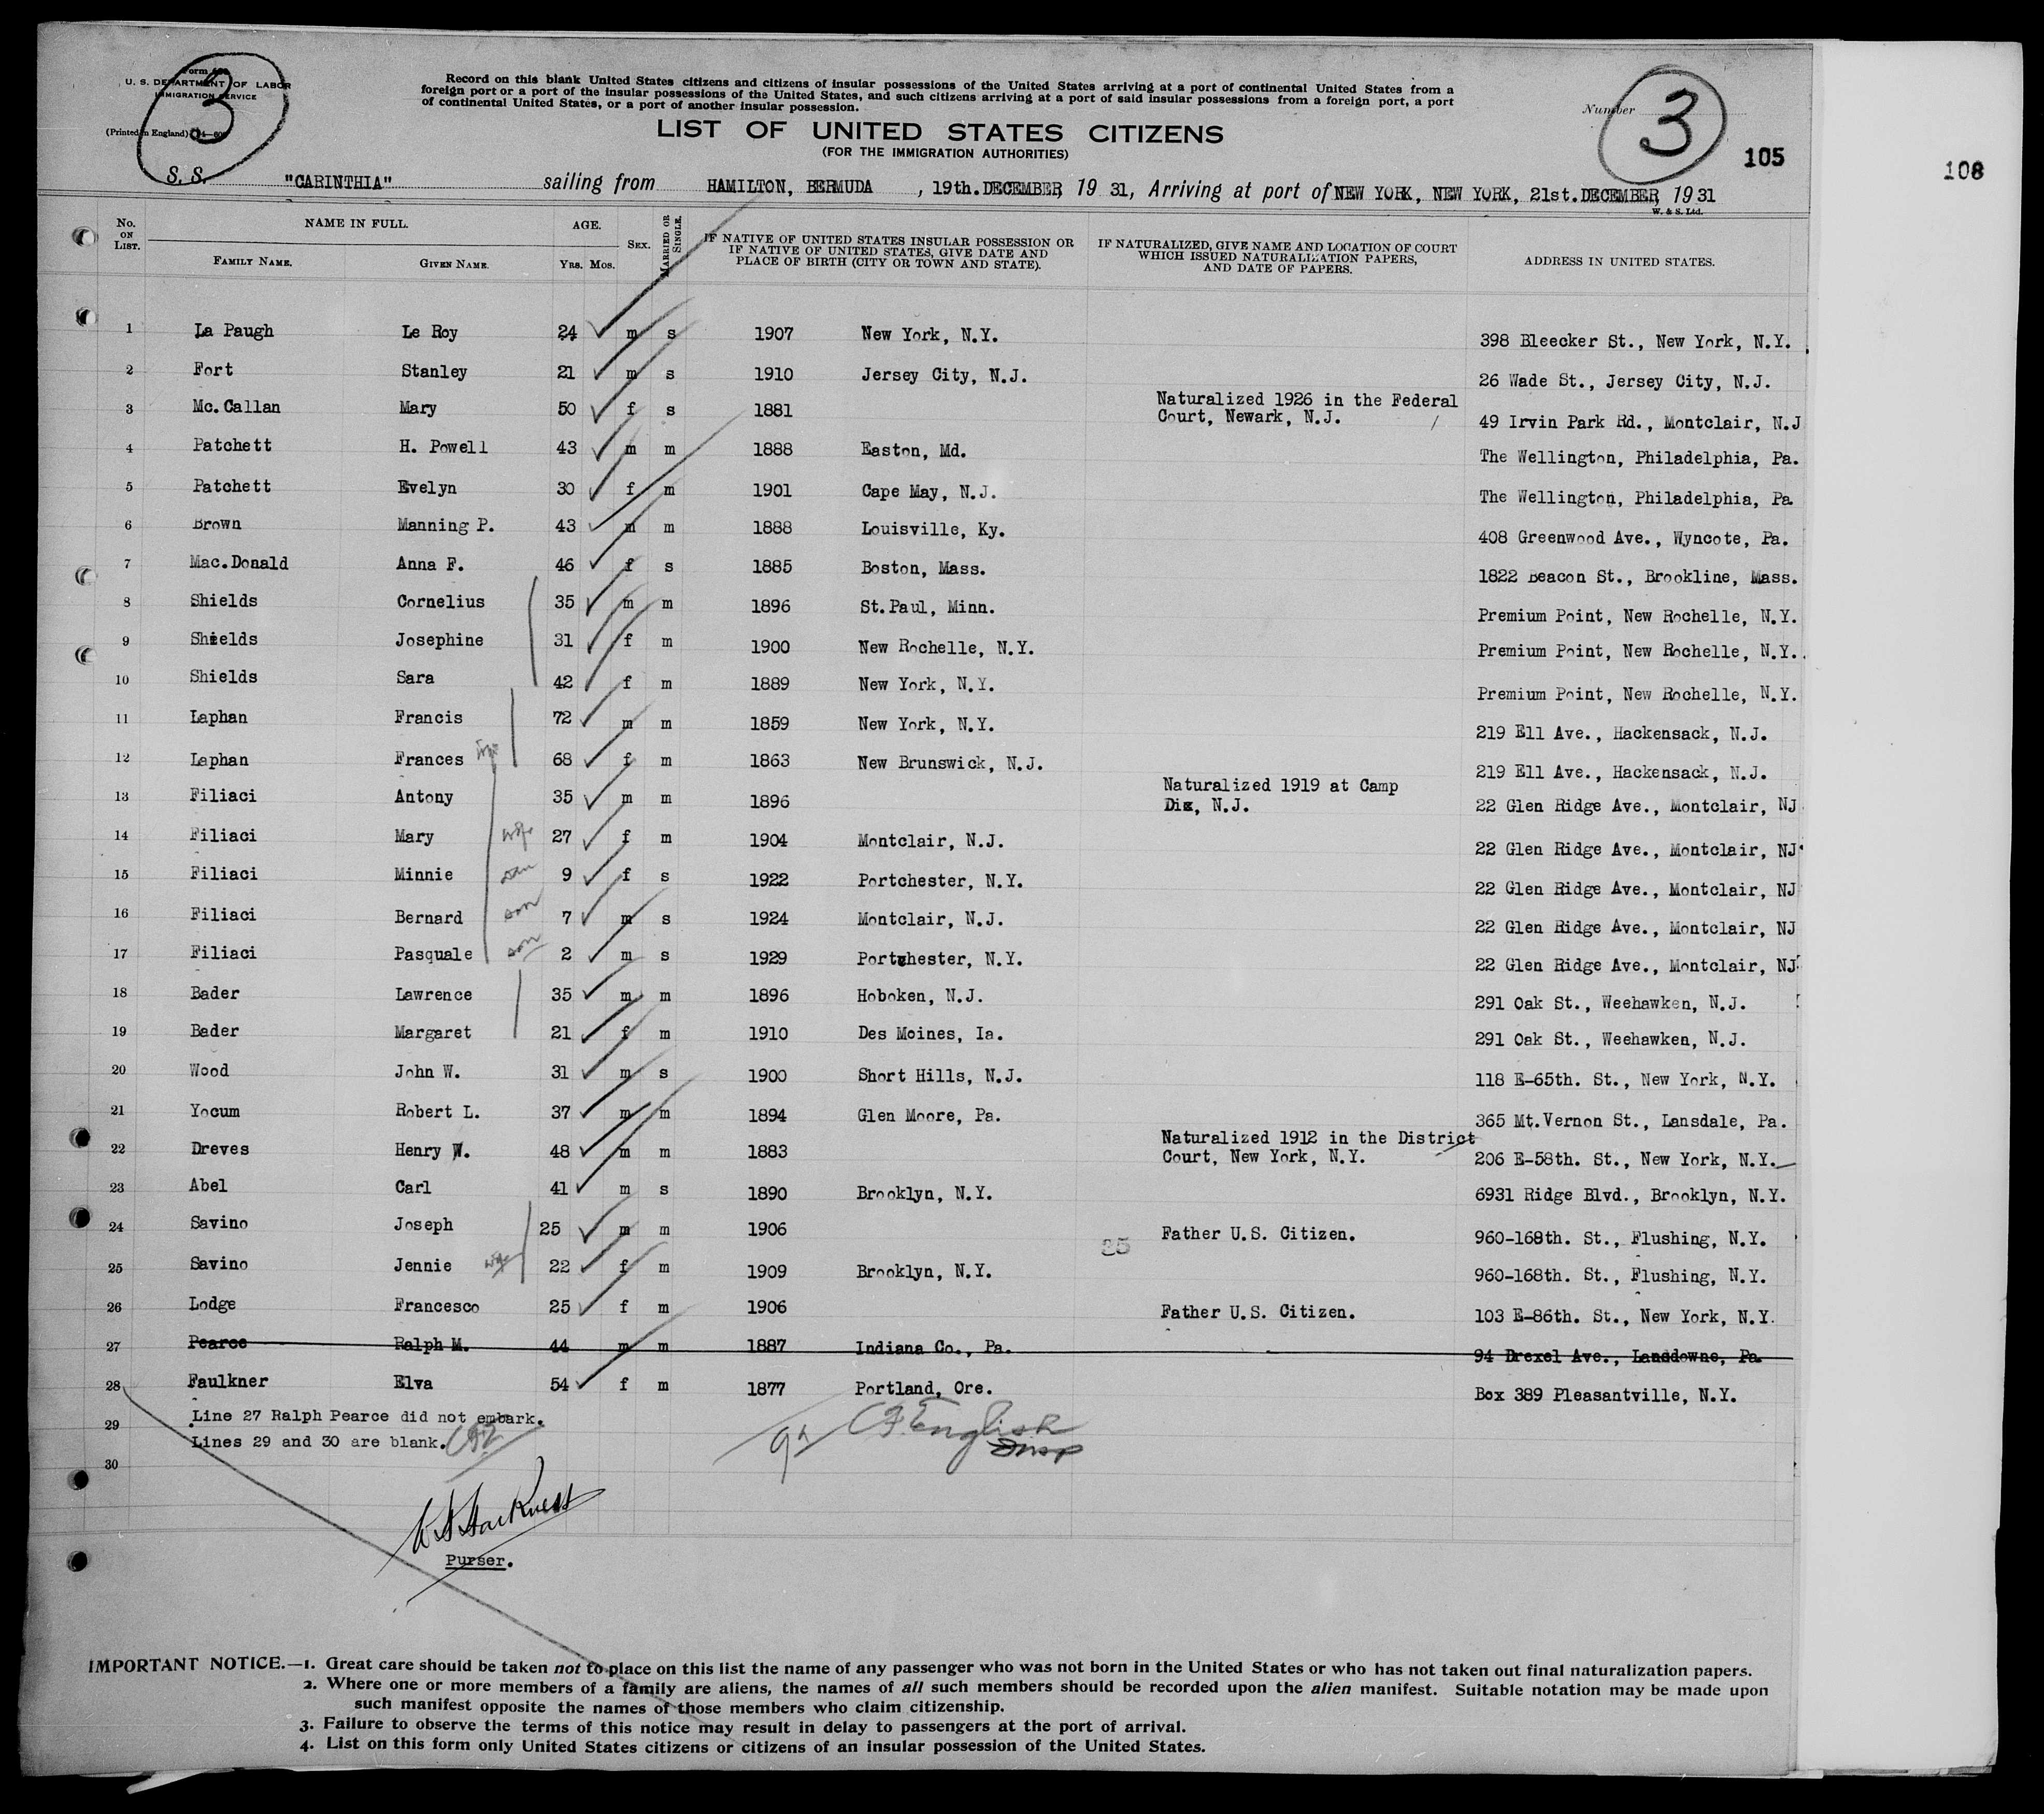 Form
U. S. DEPARTMENT OF LABOR
IMMIGRATION SERVICE
(Printed in England)
3
Record on this blank United States citizens and citizens of insular possessions of the United States arriving at a port of continental United States from a
foreign port or a port of the insular possessions of the United States, and such citizens arriving at a port of said insular possessions from a foreign port, a port
of continental United States, or a port of another insular possession.
LIST OF UNITED STATES CITIZENS
(FOR THE IMMIGRATION AUTHORITIES)
Number 3
105
108
S. S. "CARINTHIA" sailing from HAMILTON, BERMUDA, 19th. DECEMBER, 19 31, Arriving at port of NEW YORK, NEW YORK, 21st. DECEMBER, 19 31
W. & S. Ltd.
No. ON LIST. NAME IN FULL. FAMILY NAME. GIVEN NAME. AGE. YRS. MOS. SEX. MARRIED OR SINGLE. IF NATIVE OF UNITED STATES INSULAR POSSESSION OR IF NATIVE OF UNITED STATES, GIVE DATE AND PLACE OF BIRTH (CITY OR TOWN AND STATE). IF NATURALIZED, GIVE NAME AND LOCATION OF COURT WHICH ISSUED NATURALIZATION PAPERS, AND DATE OF PAPERS. ADDRESS IN UNITED STATES.
1 La Paugh Le Roy 24 m s 1907 New York, N.Y. 398 Bleecker St., New York, N.Y.
2 Fort Stanley 21 m s 1910 Jersey City, N.J. 26 Wade St., Jersey City, N.J.
3 Mc.Callan Mary 50 f s 1881 Naturalized 1926 in the Federal Court, Newark, N.J. 49 Irvin Park Rd., Montclair, N.J
4 Patchett H. Powell 43 m m 1888 Easton, Md. The Wellington, Philadelphia, Pa.
5 Patchett Evelyn 30 f m 1901 Cape May, N.J. The Wellington, Philadelphia, Pa
6 Brown Manning P. 43 m m 1888 Louisville, Ky. 408 Greenwood Ave., Wyncote, Pa.
7 Mac.Donald Anna F. 46 f s 1885 Boston, Mass. 1822 Beacon St., Brookline, Mass.
8 Shields Cornelius 35 m m 1896 St.Paul, Minn. Premium Point, New Rochelle, N.Y.
9 Shields Josephine 31 f m 1900 New Rochelle, N.Y. Premium Point, New Rochelle, N.Y.
10 Shields Sara 42 f m 1889 New York, N.Y. Premium Point, New Rochelle, N.Y.
11 Laphan Francis 72 m m 1859 New York, N.Y. 219 Ell Ave., Hackensack, N.J.
12 Laphan Frances wife 68 f m 1863 New Brunswick, N.J. 219 Ell Ave., Hackensack, N.J.
13 Filiaci Antony 35 m m 1896 Naturalized 1919 at Camp Dix, N.J. 22 Glen Ridge Ave., Montclair, NJ
14 Filiaci Mary wife 27 f m 1904 Montclair, N.J. 22 Glen Ridge Ave., Montclair, NJ
15 Filiaci Minnie 9 f s 1922 Portchester, N.Y. 22 Glen Ridge Ave., Montclair, NJ
16 Filiaci Bernard son 7 m s 1924 Montclair, N.J. 22 Glen Ridge Ave., Montclair, NJ
17 Filiaci Pasquale son 2 m s 1929 Portchester, N.Y. 22 Glen Ridge Ave., Montclair, NJ
18 Bader Lawrence 35 m m 1896 Hoboken, N.J. 291 Oak St., Weehawken, N.J.
19 Bader Margaret 21 f m 1910 Des Moines, Ia. 291 Oak St., Weehawken, N.J.
20 Wood John W. 31 m s 1900 Short Hills, N.J. 118 E-65th. St., New York, N.Y.
21 Yocum Robert L. 37 m m 1894 Glen Moore, Pa. 365 Mt.Vernon St., Lansdale, Pa.
22 Dreves Henry W. 48 m m 1883 Naturalized 1912 in the District Court, New York, N.Y. 206 E-58th. St., New York, N.Y.
23 Abel Carl 41 m s 1890 Brooklyn, N.Y. 6931 Ridge Blvd., Brooklyn, N.Y.
24 Savino Joseph 25 m m 1906 Father U.S. Citizen. 960-168th. St., Flushing, N.Y.
25 Savino Jennie wife 22 f m 1909 Brooklyn, N.Y. 960-168th. St., Flushing, N.Y.
26 Lodge Francesco 25 f m 1906 Father U.S. Citizen. 103 E-86th. St., New York, N.Y.
27 Pearce Ralph M. 44 m m 1887 Indiana Co., Pa. 94 Drexel Ave., Lansdowne, Pa
28 Faulkner Elva 54 f m 1877 Portland, Ore. Box 389 Pleasantville, N.Y.
29 Line 27 Ralph Pearce did not embark.
Lines 29 and 30 are blank.
30
English
Insp
Purser.
IMPORTANT NOTICE.—1. Great care should be taken not to place on this list the name of any passenger who was not born in the United States or who has not taken out final naturalization papers.
2. Where one or more members of a family are aliens, the names of all such members should be recorded upon the alien manifest. Suitable notation may be made upon
such manifest opposite the names of those members who claim citizenship.
3. Failure to observe the terms of this notice may result in delay to passengers at the port of arrival.
4. List on this form only United States citizens or citizens of an insular possession of the United States.